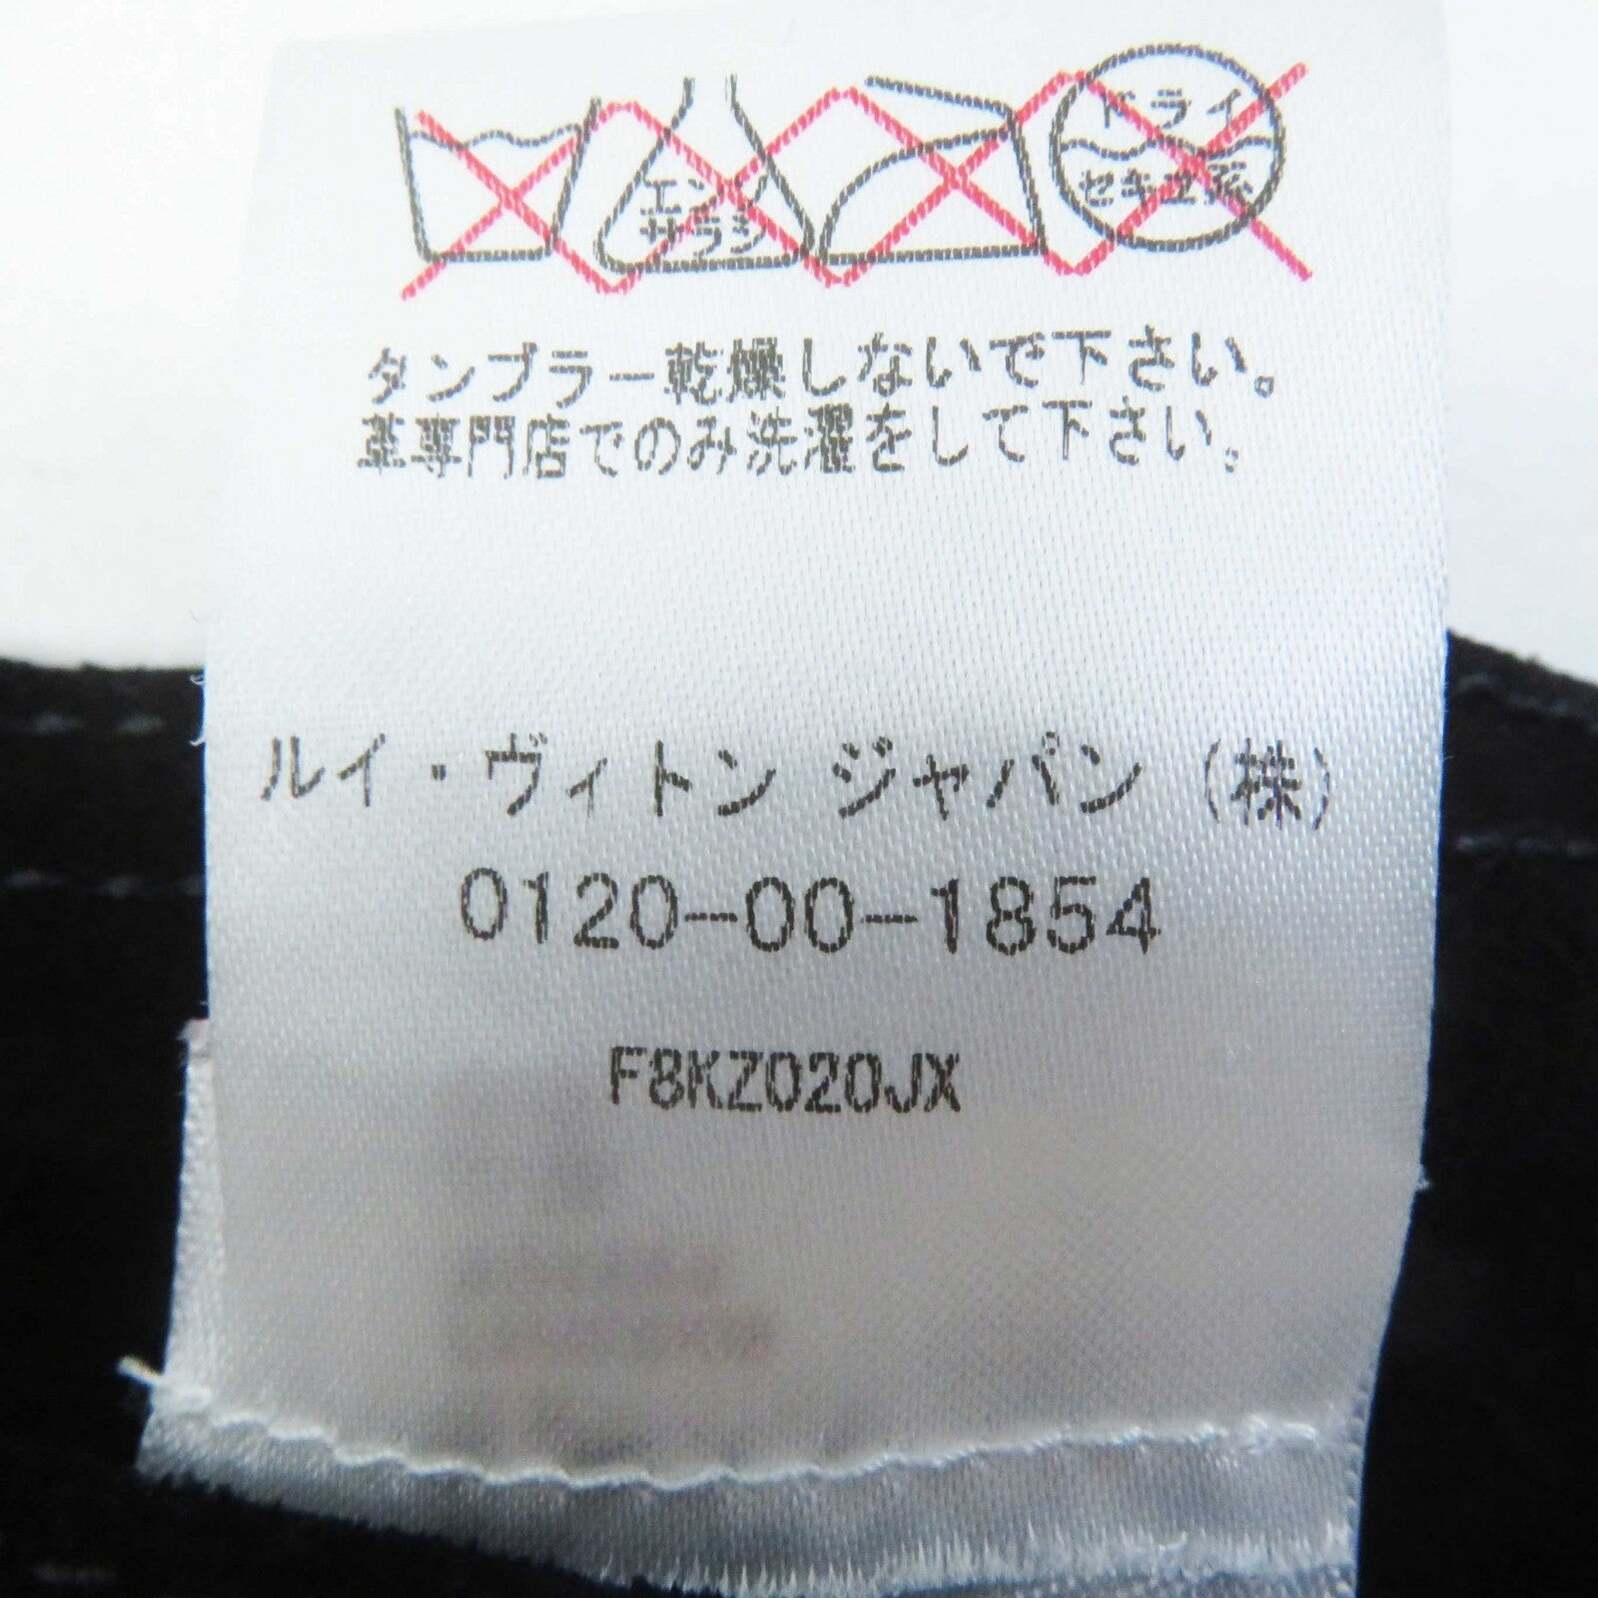 エンソ
サラシ
ドライ
セキユ系
タンブラー乾燥しないで下さい。
革専門店でのみ洗濯をして下さい。
ルイ・ヴィトン ジャパン (株)
0120-00-1854
F8KZ020JX